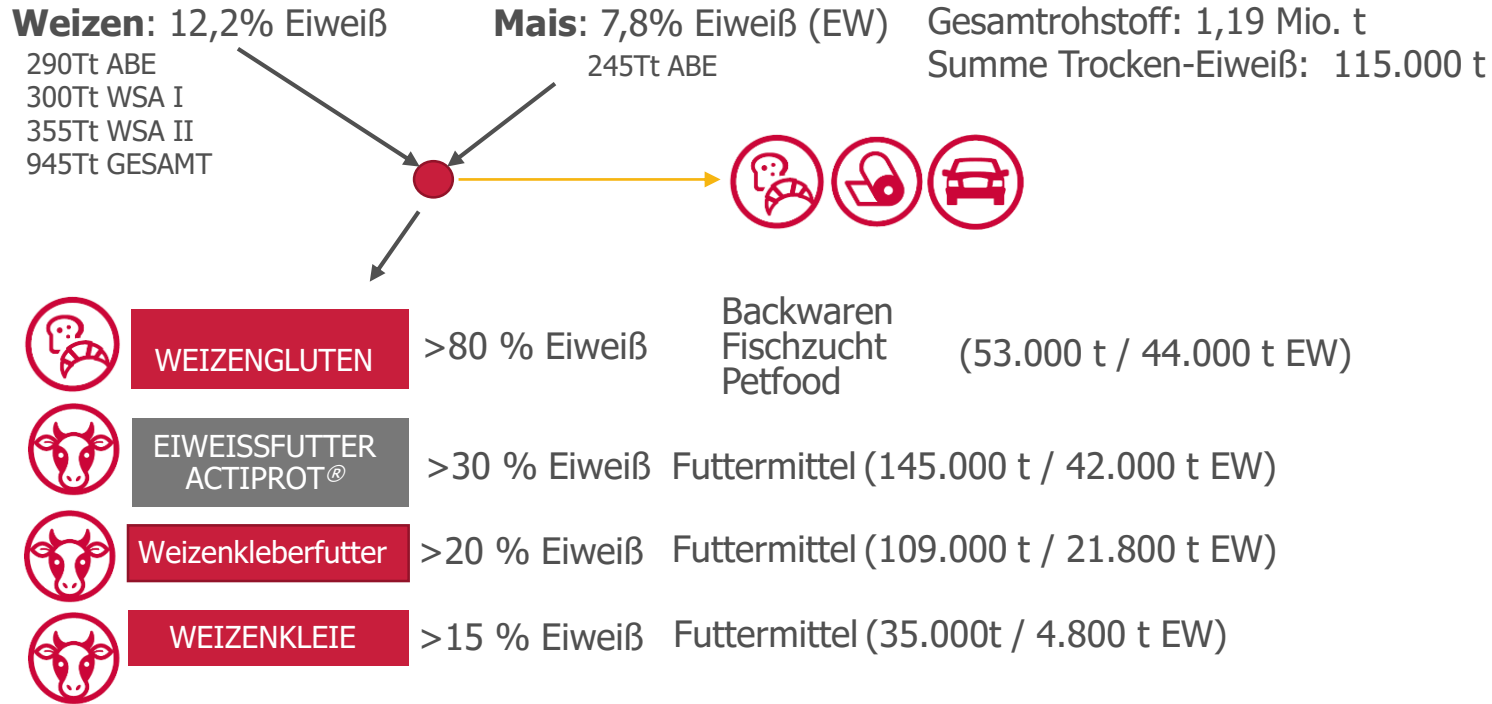 Weizen: 12,2% Eiweiß
290Tt ABE
300Tt WSA I
355Tt WSA II
945Tt GESAMT
Mais: 7,8% Eiweiß (EW)
245Tt ABE
Gesamtrohstoff: 1,19 Mio. t
Summe Trocken-Eiweiß: 115.000 t
WEIZENGLUTEN
>80 % Eiweiß
Backwaren
Fischzucht
Petfood
(53.000 t / 44.000 t EW)
EIWEISSFUTTER
ACTIPROT®
>30 % Eiweiß
Futtermittel (145.000 t / 42.000 t EW)
Weizenkleberfutter
>20 % Eiweiß
Futtermittel (109.000 t / 21.800 t EW)
WEIZENKLEIE
>15 % Eiweiß
Futtermittel (35.000t / 4.800 t EW)